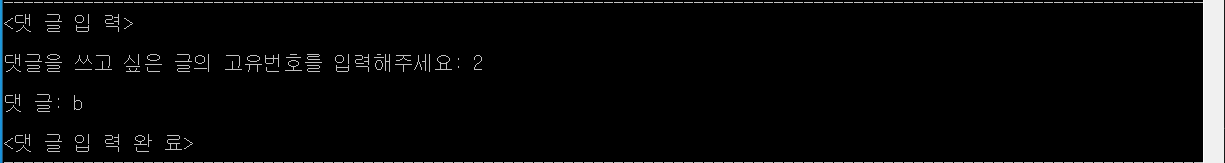 <댓 글 입 력>
댓글을 쓰고 싶은 글의 고유번호를 입력해주세요: 2
댓 글: b
<댓 글 입 력 완 료>